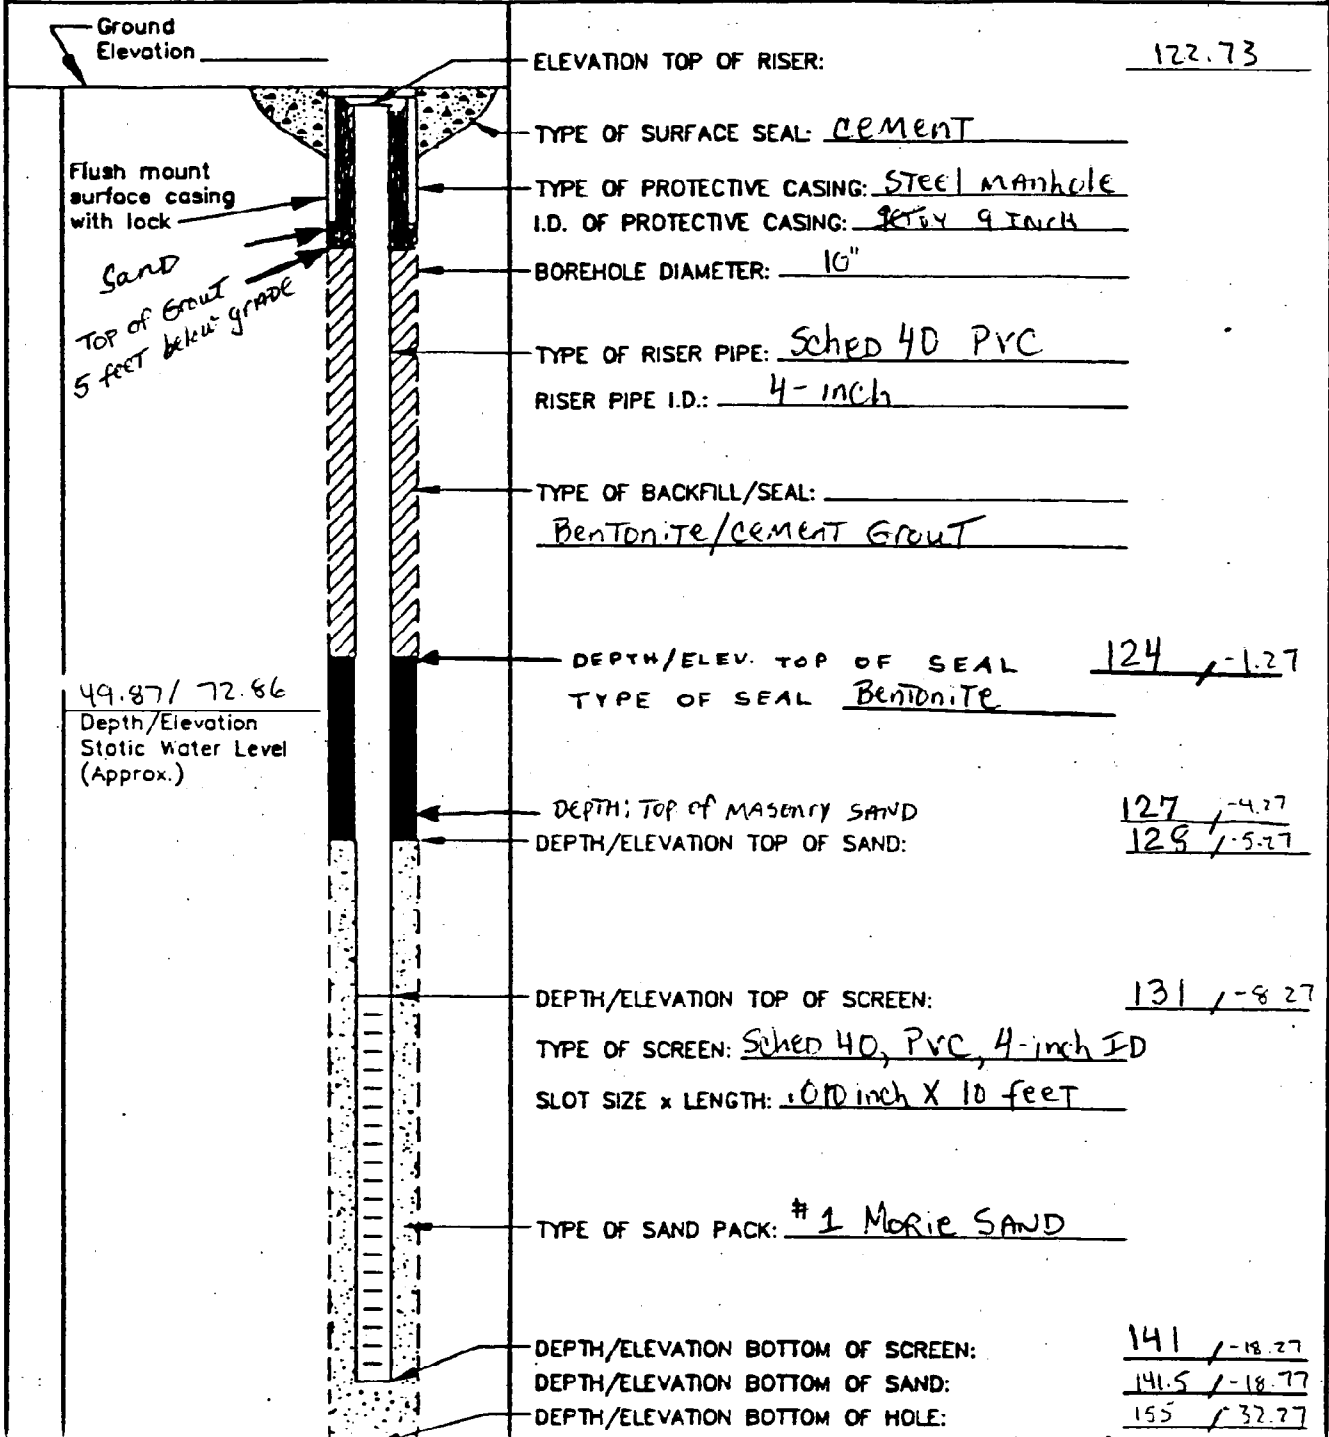 Ground
Elevation
ELEVATION TOP OF RISER: 122.73
TYPE OF SURFACE SEAL: CEMENT
Flush mount
surface casing
with lock
TYPE OF PROTECTIVE CASING: STEEl MANhole
I.D. OF PROTECTIVE CASING: 9 INCH
Sand
BOREHOLE DIAMETER: 10"
TOP of Grout
5 feet below grade
TYPE OF RISER PIPE: Sched 40 PVC
RISER PIPE I.D.: 4-inch
TYPE OF BACKFILL/SEAL:
Bentonite/cement Grout
DEPTH/ELEV. TOP OF SEAL 124 / -1.27
TYPE OF SEAL Bentonite
49.87/ 72.86
Depth/Elevation
Static Water Level
(Approx.)
DEPTH: TOP of MASONRY SAND 127 / -4.27
DEPTH/ELEVATION TOP OF SAND: 128 / -5.27
DEPTH/ELEVATION TOP OF SCREEN: 131 / -8.27
TYPE OF SCREEN: Sched 40, PVC, 4-inch ID
SLOT SIZE x LENGTH: .010 inch X 10 feet
TYPE OF SAND PACK: #1 Morie SAND
DEPTH/ELEVATION BOTTOM OF SCREEN: 141 / -18.27
DEPTH/ELEVATION BOTTOM OF SAND: 141.5 / -18.77
DEPTH/ELEVATION BOTTOM OF HOLE: 155 / 32.27